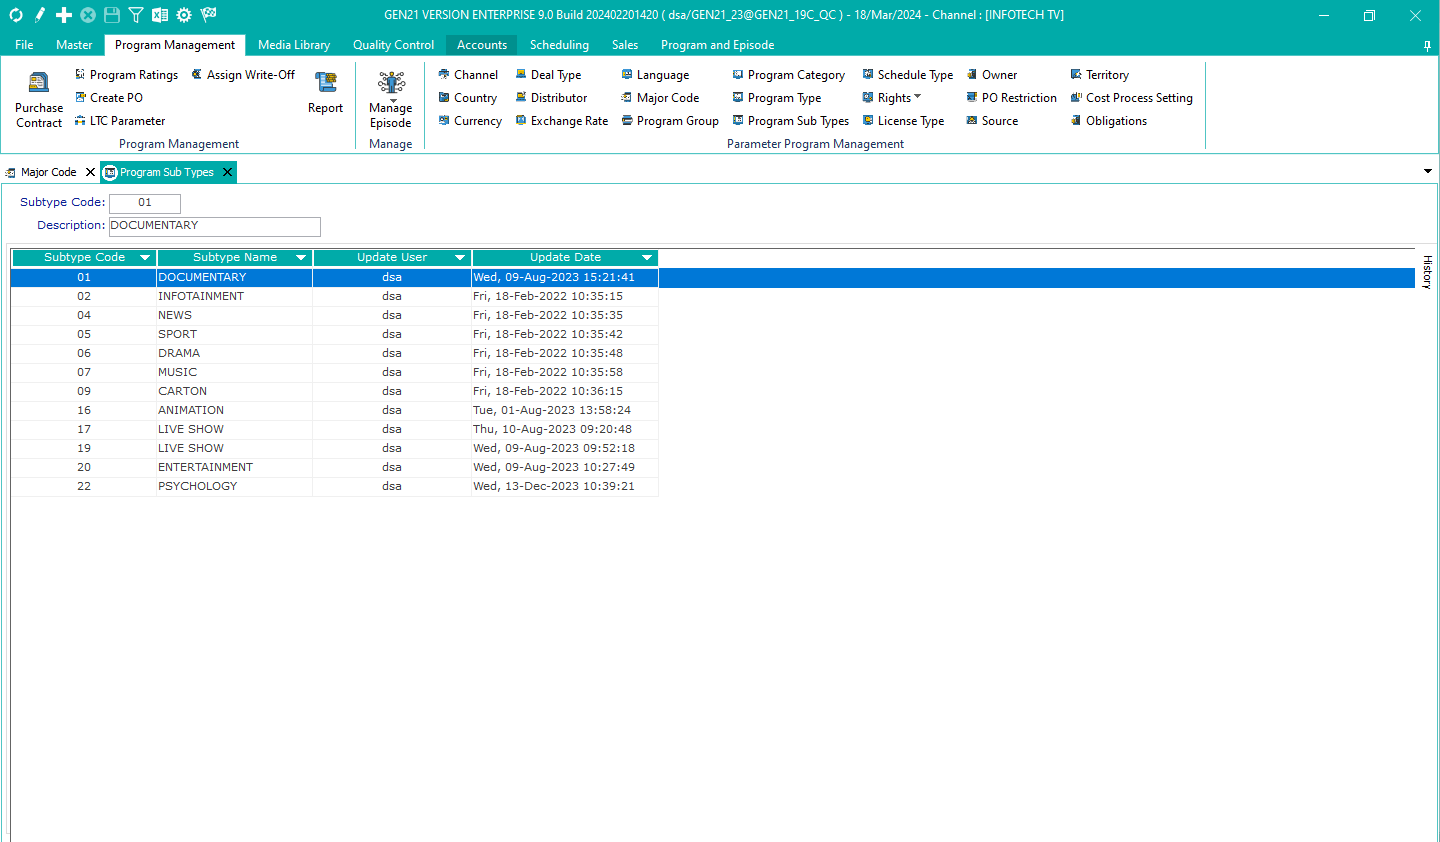 GEN21 VERSION ENTERPRISE 9.0 Build 202402201420 ( dsa/GEN21_23@GEN21_19C_QC ) - 18/Mar/2024 - Channel : [INFOTECH TV]
File Master Program Management Media Library Quality Control Accounts Scheduling Sales Program and Episode
Purchase Contract
Program Ratings Assign Write-Off
Create PO
LTC Parameter
Report
Program Management
Manage Episode
Manage
Channel Deal Type Language Program Category Schedule Type Owner Territory
Country Distributor Major Code Program Type Rights PO Restriction Cost Process Setting
Currency Exchange Rate Program Group Program Sub Types License Type Source Obligations
Parameter Program Management
Major Code Program Sub Types
Subtype Code: 01
Description: DOCUMENTARY
Subtype Code Subtype Name Update User Update Date
01 DOCUMENTARY dsa Wed, 09-Aug-2023 15:21:41
02 INFOTAINMENT dsa Fri, 18-Feb-2022 10:35:15
04 NEWS dsa Fri, 18-Feb-2022 10:35:35
05 SPORT dsa Fri, 18-Feb-2022 10:35:42
06 DRAMA dsa Fri, 18-Feb-2022 10:35:48
07 MUSIC dsa Fri, 18-Feb-2022 10:35:58
09 CARTON dsa Fri, 18-Feb-2022 10:36:15
16 ANIMATION dsa Tue, 01-Aug-2023 13:58:24
17 LIVE SHOW dsa Thu, 10-Aug-2023 09:20:48
19 LIVE SHOW dsa Wed, 09-Aug-2023 09:52:18
20 ENTERTAINMENT dsa Wed, 09-Aug-2023 10:27:49
22 PSYCHOLOGY dsa Wed, 13-Dec-2023 10:39:21
History